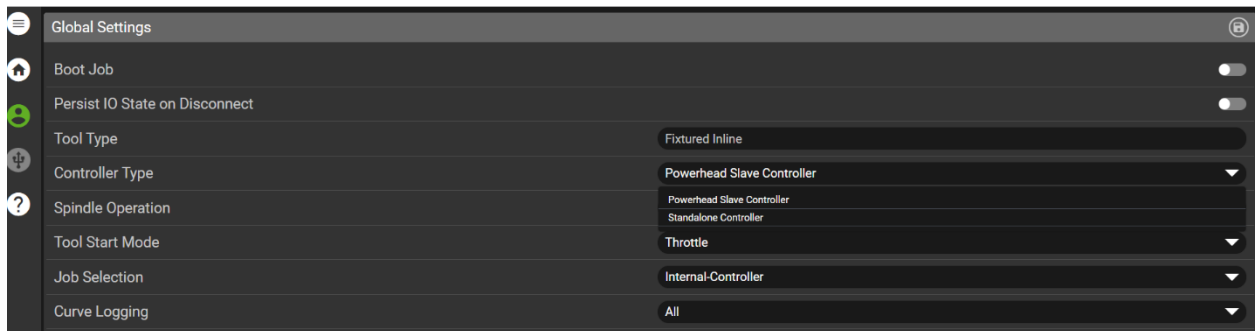 Global Settings
Boot Job
Persist IO State on Disconnect
Tool Type
Fixtured Inline
Controller Type
Powerhead Slave Controller
Powerhead Slave Controller
Spindle Operation
Standalone Controller
Tool Start Mode
Throttle
Job Selection
Internal-Controller
?
Curve Logging
All